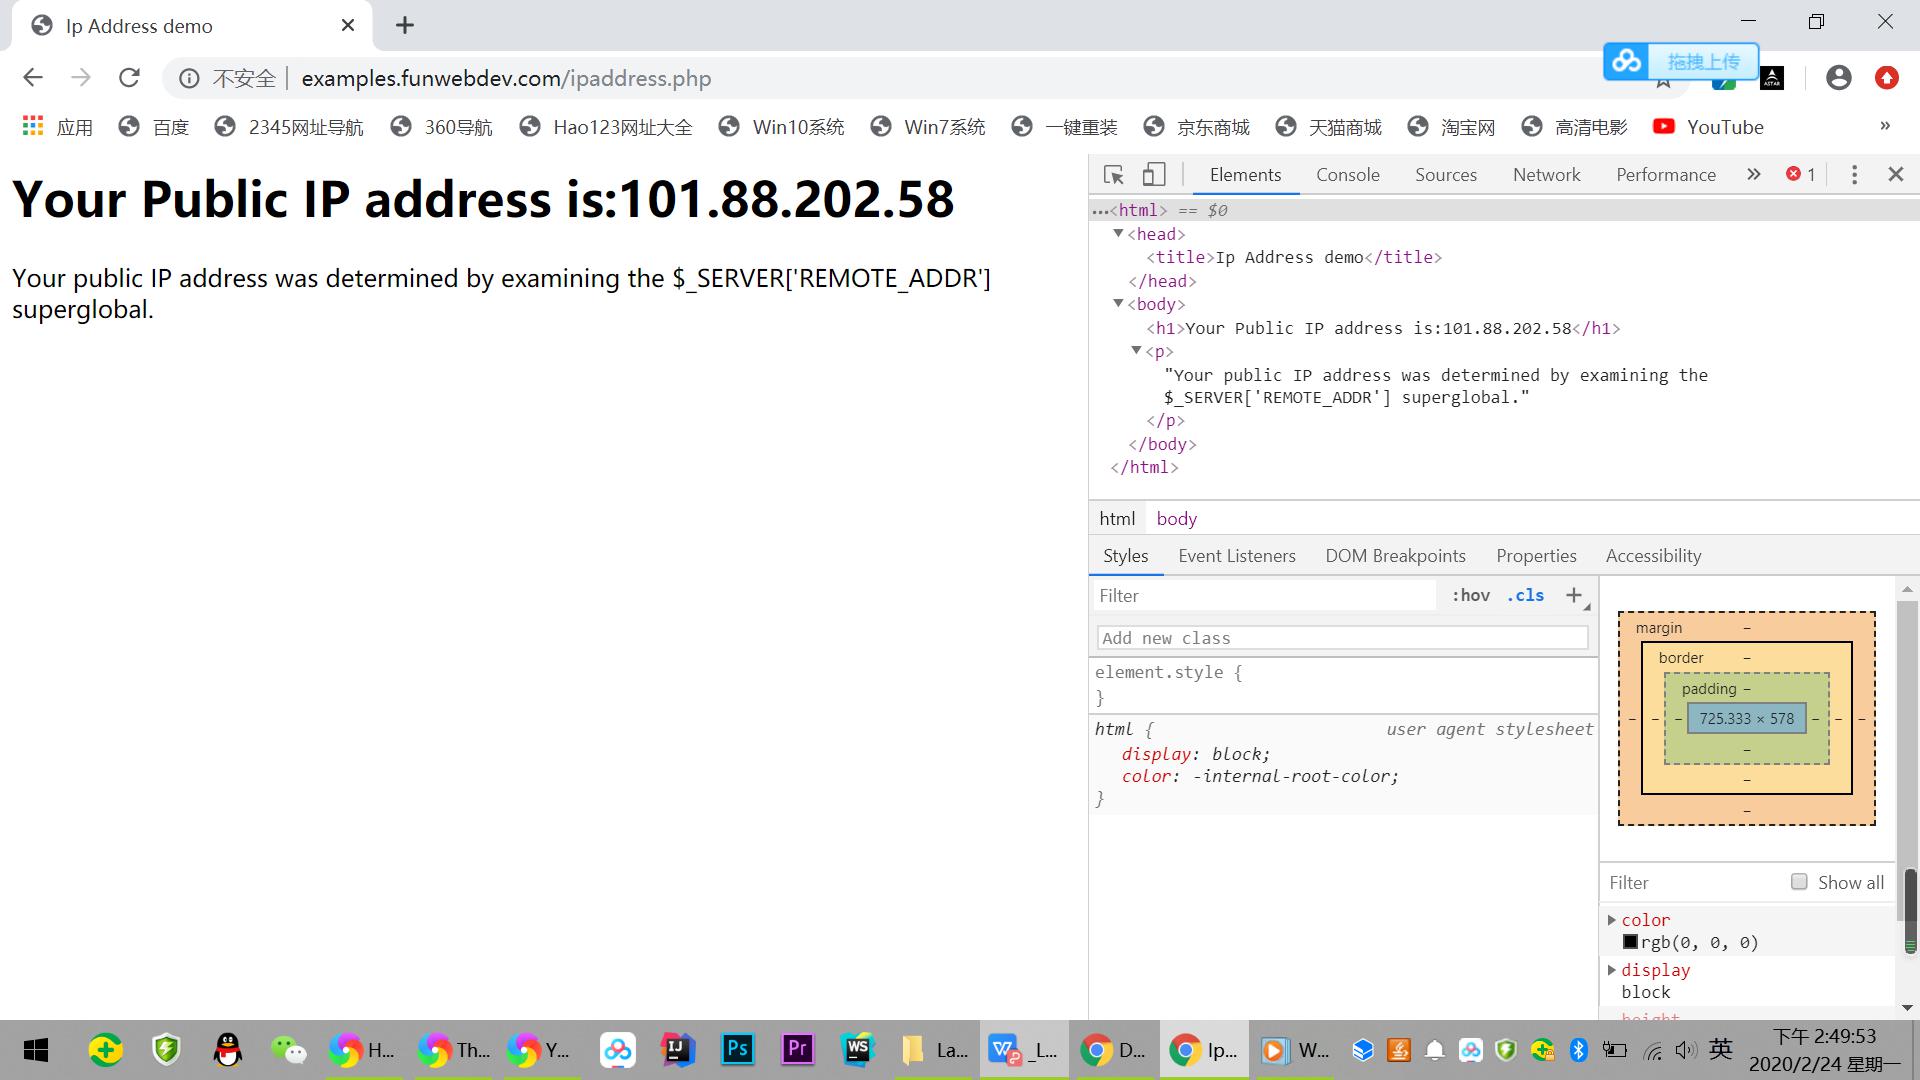 Ip Address demo
不安全
examples.funwebdev.com/ipaddress.php
拖拽上传
应用
百度
2345网址导航
360导航
Hao123网址大全
Win10系统
Win7系统
一键重装
京东商城
天猫商城
淘宝网
高清电影
YouTube
»
Your Public IP address is:101.88.202.58
Your public IP address was determined by examining the $_SERVER['REMOTE_ADDR']
superglobal.
Elements Console Sources Network Performance » 1
…<html> == $0
<head>
<title>Ip Address demo</title>
</head>
<body>
<h1>Your Public IP address is:101.88.202.58</h1>
<p>
"Your public IP address was determined by examining the
$_SERVER['REMOTE_ADDR'] superglobal."
</p>
</body>
</html>
html body
Styles Event Listeners DOM Breakpoints Properties Accessibility
Filter :hov .cls +
Add new class
element.style {
}
html { user agent stylesheet
display: block;
color: -internal-root-color;
}
margin –
border –
padding –
– – – 725.333 × 578 – – –
–
–
–
Filter Show all
color
rgb(0, 0, 0)
display
block
height
H...
Th...
Y...
IJ
Ps
Pr
WS
La...
_L...
D...
Ip...
W...
英
下午 2:49:53
2020/2/24 星期一